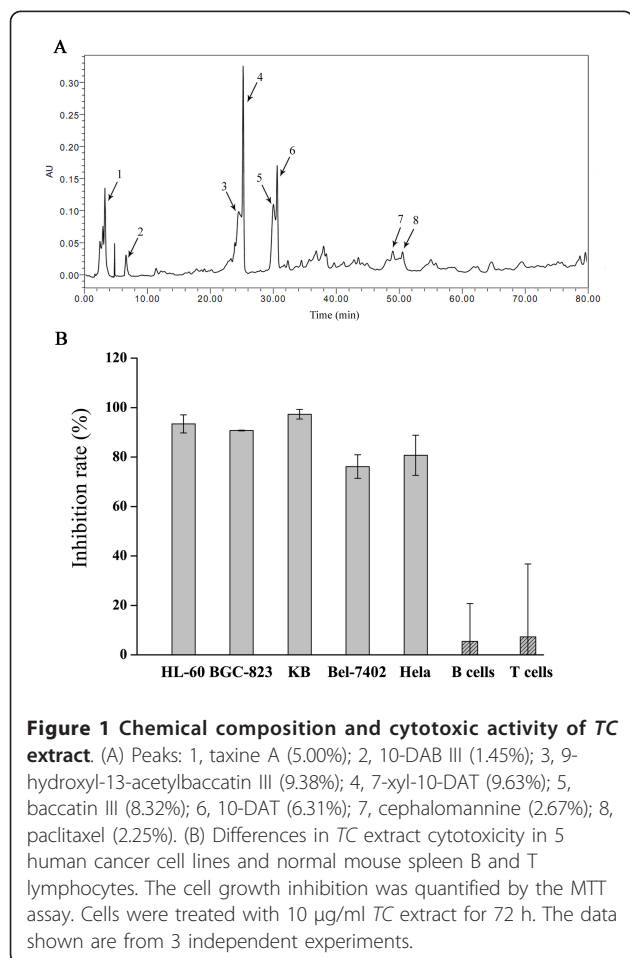 A
4
0.30
0.25
6
0.20
AU
1
3
5
0.15
0.10
2
7
8
0.05
0.00
0.00 10.00 20.00 30.00 40.00 50.00 60.00 70.00 80.00
Time (min)
B
120
100
80
60
40
20
0
Inhibition rate (%)
HL-60 BGC-823 KB Bel-7402 Hela B cells T cells
Figure 1 Chemical composition and cytotoxic activity of TC
extract. (A) Peaks: 1, taxine A (5.00%); 2, 10-DAB III (1.45%); 3, 9-
hydroxyl-13-acetylbaccatin III (9.38%); 4, 7-xyl-10-DAT (9.63%); 5,
baccatin III (8.32%); 6, 10-DAT (6.31%); 7, cephalomannine (2.67%); 8,
paclitaxel (2.25%). (B) Differences in TC extract cytotoxicity in 5
human cancer cell lines and normal mouse spleen B and T
lymphocytes. The cell growth inhibition was quantified by the MTT
assay. Cells were treated with 10 μg/ml TC extract for 72 h. The data
shown are from 3 independent experiments.